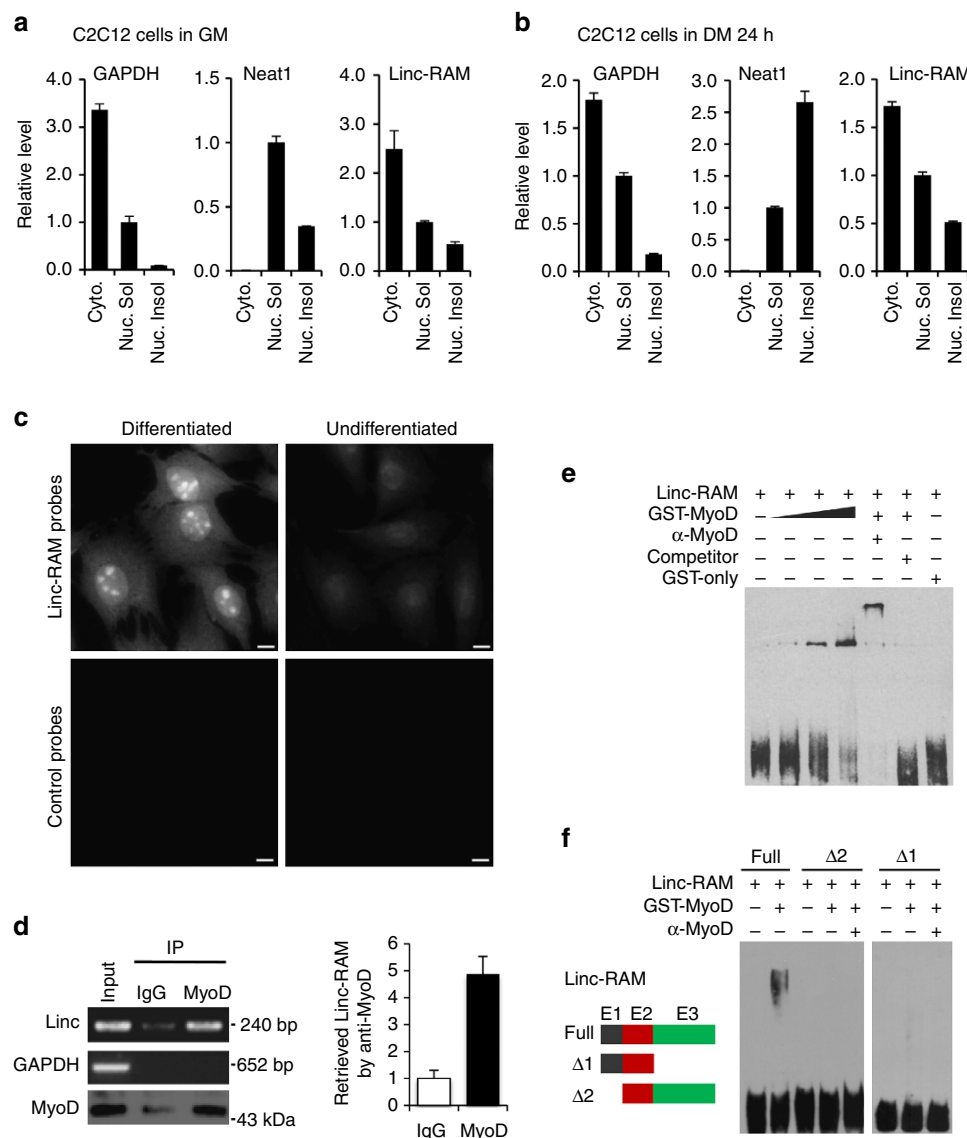 a
C2C12 cells in GM
GAPDH
Neat1
Linc-RAM
Relative level
4.0
3.0
2.0
1.0
0.0
1.5
1.0
0.5
0.0
4.0
3.0
2.0
1.0
0.0
Cyto.
Nuc. Sol
Nuc. Insol
Cyto.
Nuc. Sol
Nuc. Insol
Cyto.
Nuc. Sol
Nuc. Insol
b
C2C12 cells in DM 24 h
GAPDH
Neat1
Linc-RAM
Relative level
2.0
1.5
1.0
0.5
0.0
3.0
2.5
2.0
1.5
1.0
0.5
0.0
2.0
1.5
1.0
0.5
0.0
Cyto.
Nuc. Sol
Nuc. Insol
Cyto.
Nuc. Sol
Nuc. Insol
Cyto.
Nuc. Sol
Nuc. Insol
c
Differentiated
Undifferentiated
Linc-RAM probes
Control probes
d
IP
Input
IgG
MyoD
Linc
240 bp
GAPDH
652 bp
MyoD
43 kDa
Retrieved Linc-RAM
by anti-MyoD
6
5
4
3
2
1
0
IgG
MyoD
e
Linc-RAM + + + + + + +
GST-MyoD – + + –
α-MyoD – – – – + – –
Competitor – – – – – + –
GST-only – – – – – – +
f
Full Δ2 Δ1
Linc-RAM + + + + + + + +
GST-MyoD – + – + + – + +
α-MyoD – – – – + – – +
Linc-RAM
E1 E2 E3
Full
Δ1
Δ2